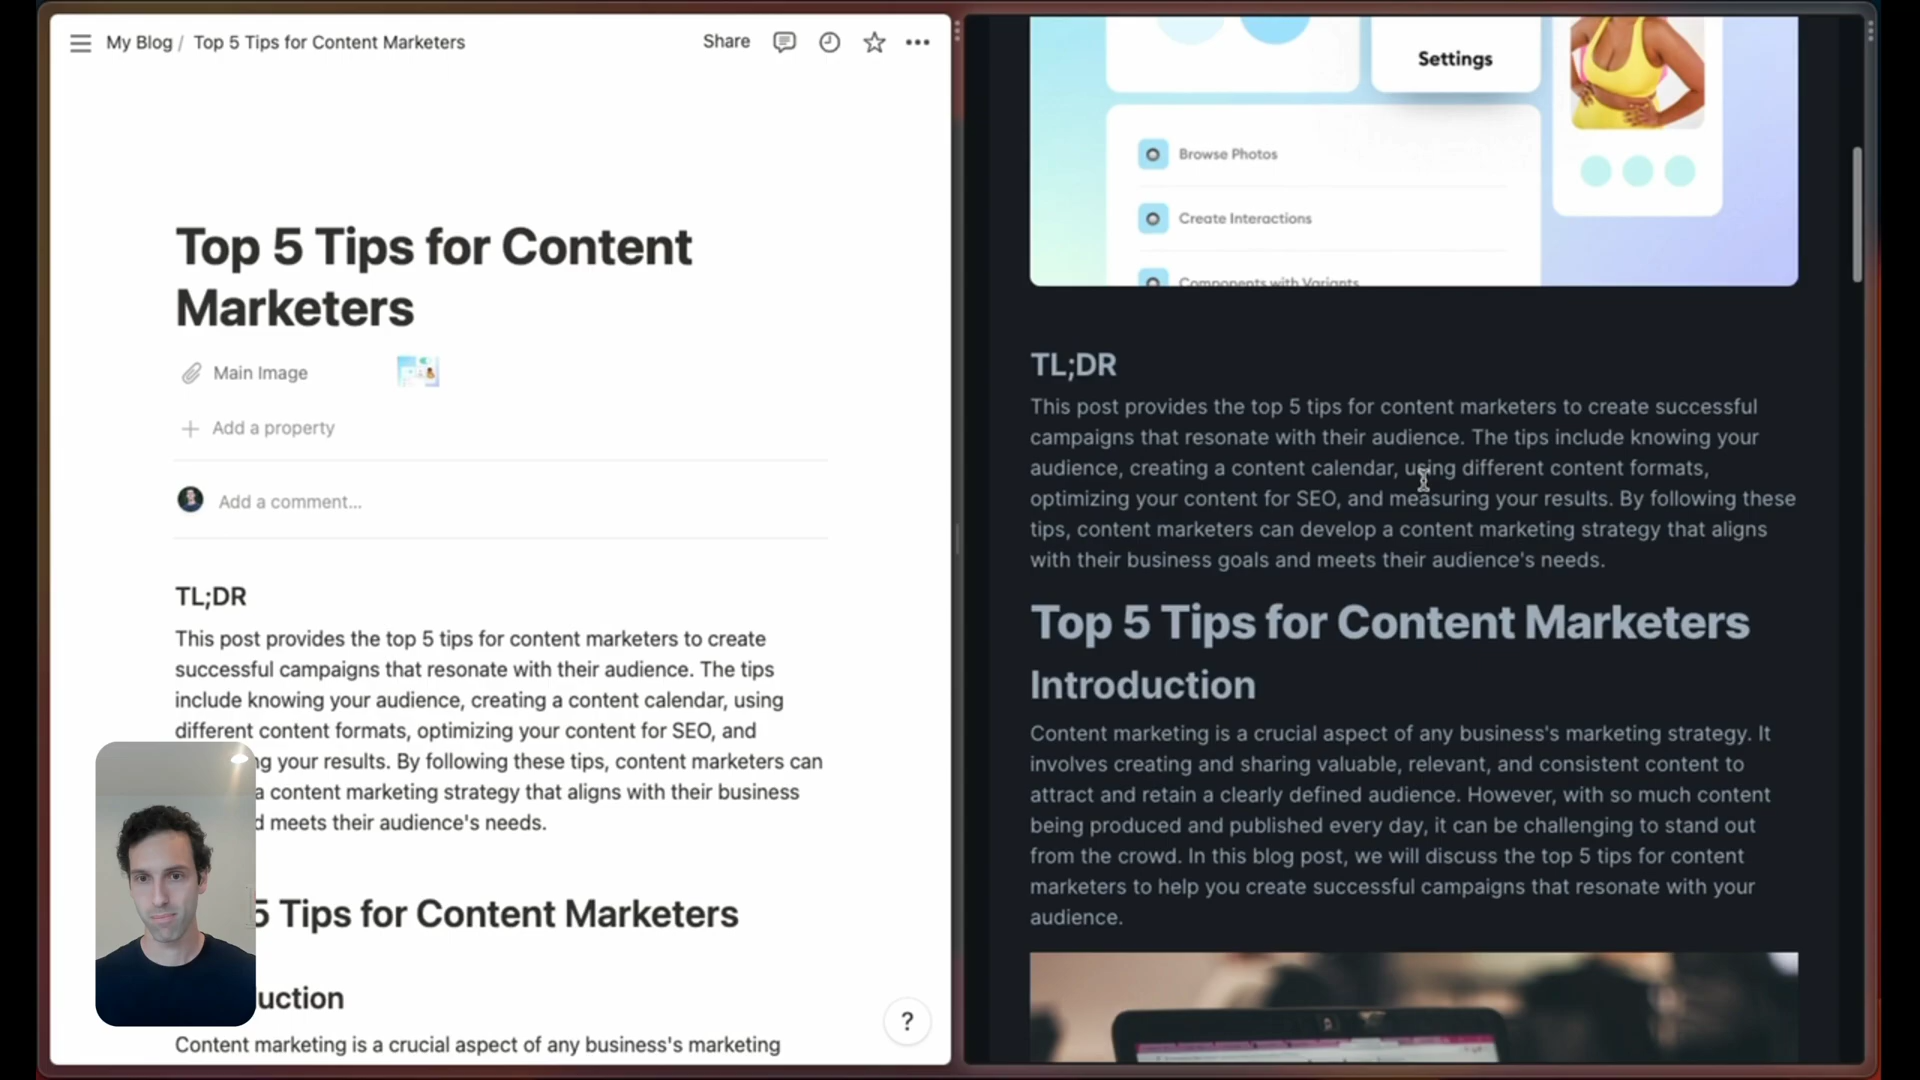 My Blog / Top 5 Tips for Content Marketers
Share
Top 5 Tips for Content
Marketers
Main Image
Add a property
Add a comment...
TL;DR
This post provides the top 5 tips for content marketers to create
successful campaigns that resonate with their audience. The tips
include knowing your audience, creating a content calendar, using
different content formats, optimizing your content for SEO, and
ng your results. By following these tips, content marketers can
a content marketing strategy that aligns with their business
d meets their audience's needs.
5 Tips for Content Marketers
uction
Content marketing is a crucial aspect of any business's marketing
?
Settings
Browse Photos
Create Interactions
Components with Variants
TL;DR
This post provides the top 5 tips for content marketers to create successful
campaigns that resonate with their audience. The tips include knowing your
audience, creating a content calendar, using different content formats,
optimizing your content for SEO, and measuring your results. By following these
tips, content marketers can develop a content marketing strategy that aligns
with their business goals and meets their audience's needs.
Top 5 Tips for Content Marketers
Introduction
Content marketing is a crucial aspect of any business's marketing strategy. It
involves creating and sharing valuable, relevant, and consistent content to
attract and retain a clearly defined audience. However, with so much content
being produced and published every day, it can be challenging to stand out
from the crowd. In this blog post, we will discuss the top 5 tips for content
marketers to help you create successful campaigns that resonate with your
audience.